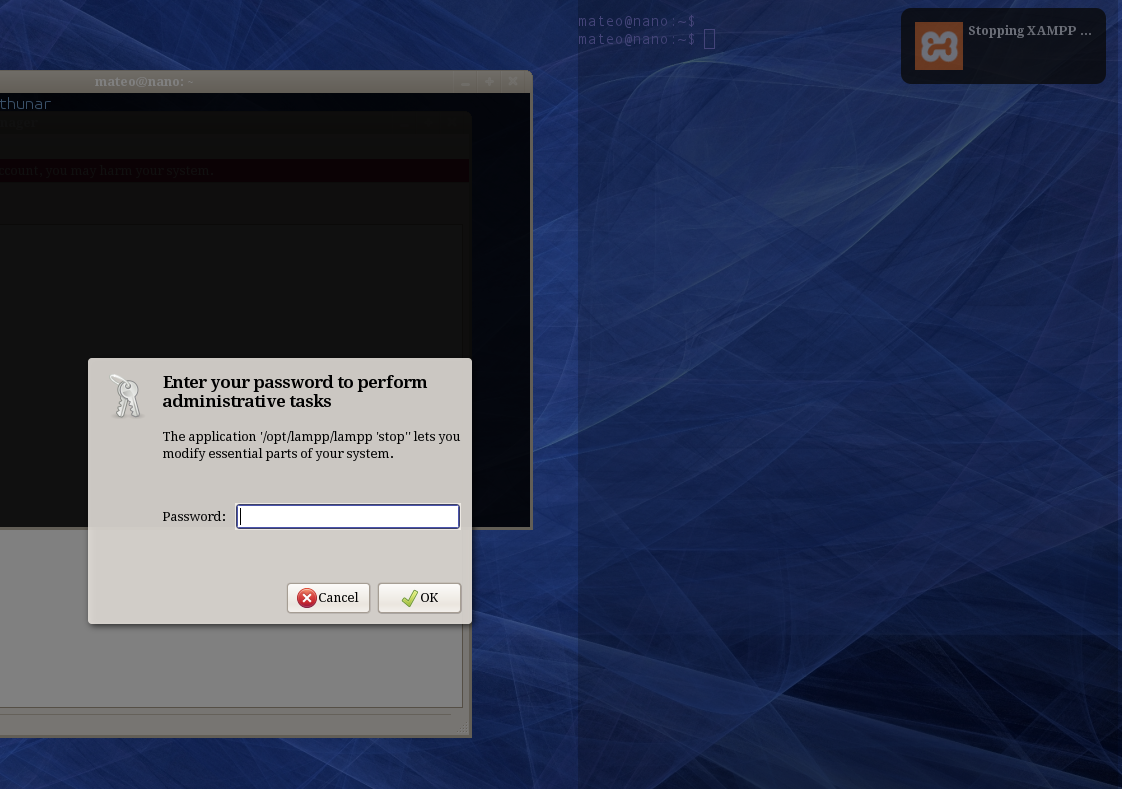 mateo@nano:~$
mateo@nano:~$
Stopping XAMPP ...
mateo@nano: ~
thunar
ccount, you may harm your system.
Enter your password to perform
administrative tasks
The application '/opt/lampp/lampp 'stop'' lets you
modify essential parts of your system.
Password:
Cancel
OK